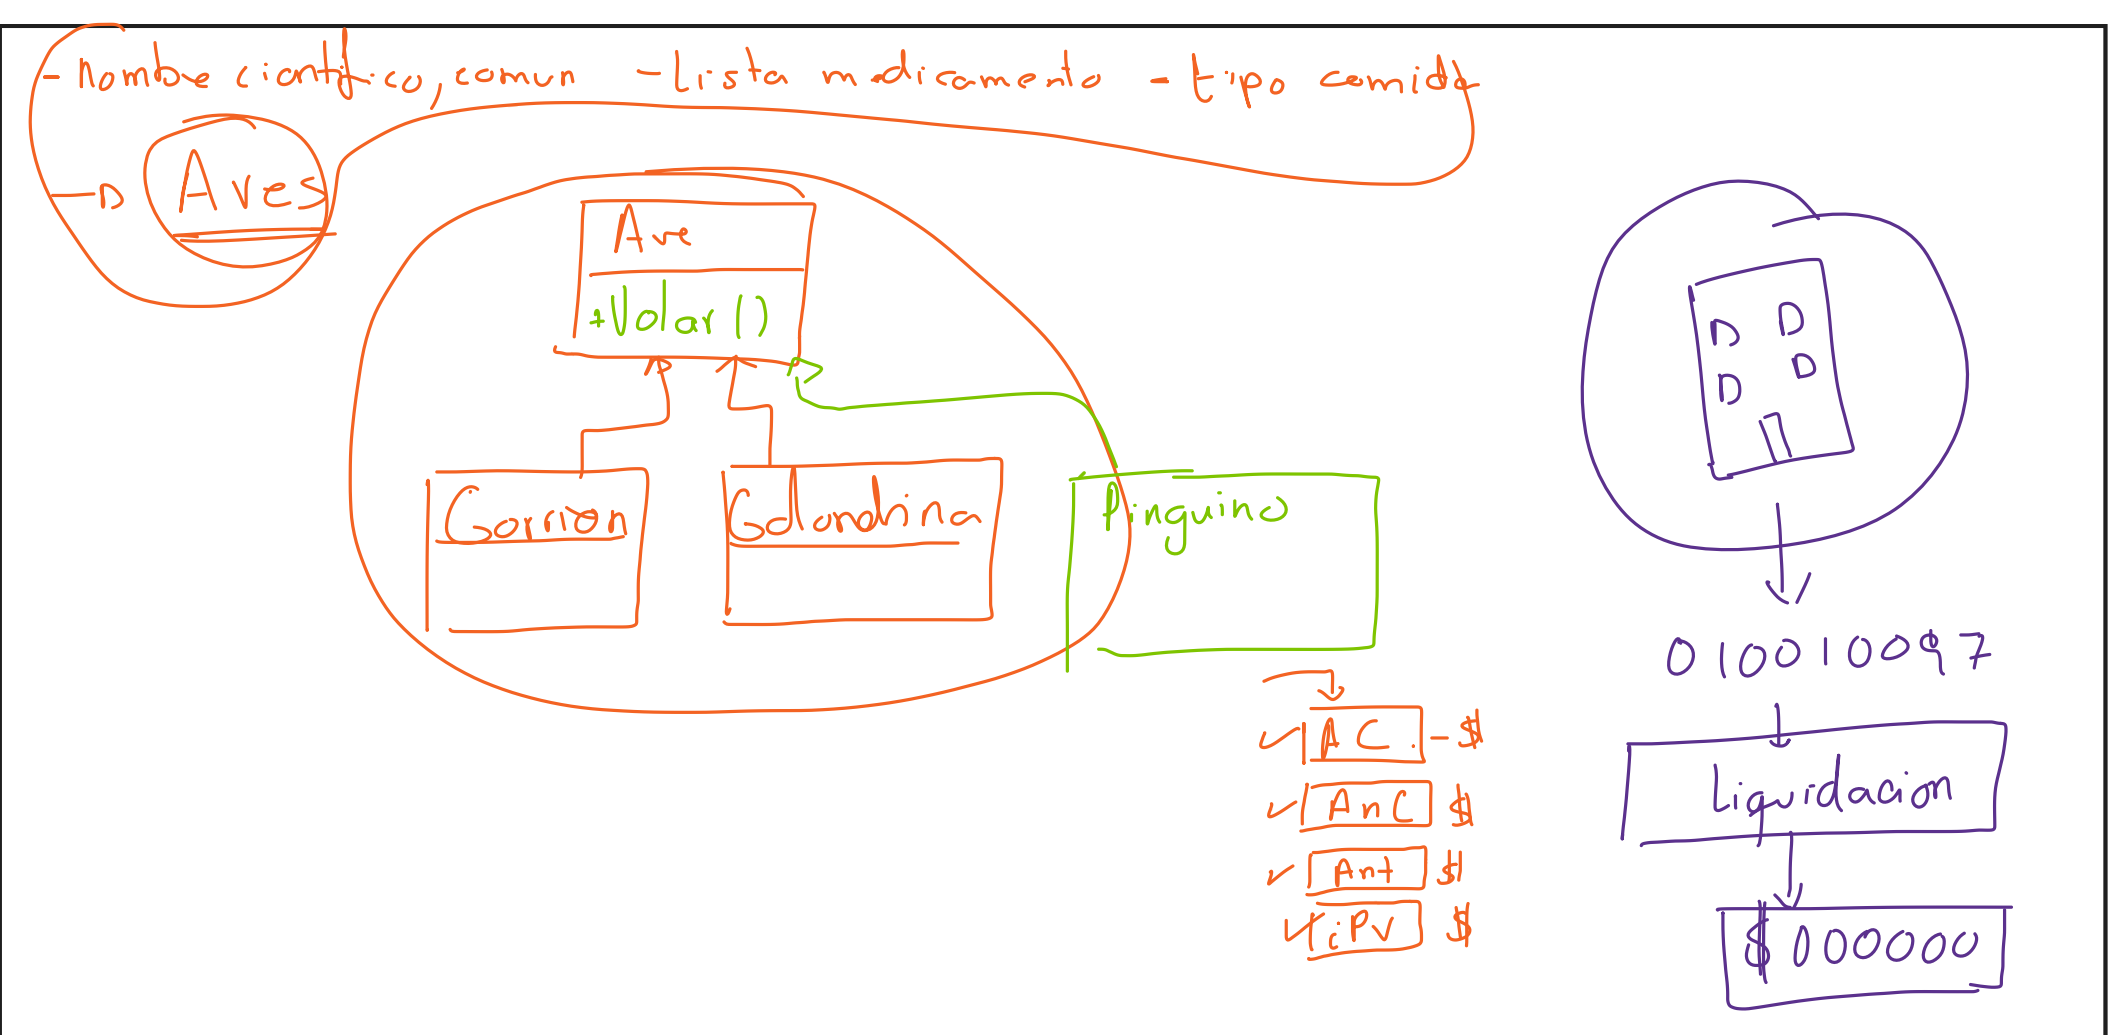 - Nombre cientifico, comun - Lista medicamento - tipo comida
Aves
Ave
+Volar()
Gorrion
Golondrina
Pinguino
AC. - $
AnC $
Ant $
iPV $
010010097
Liquidacion
$000000